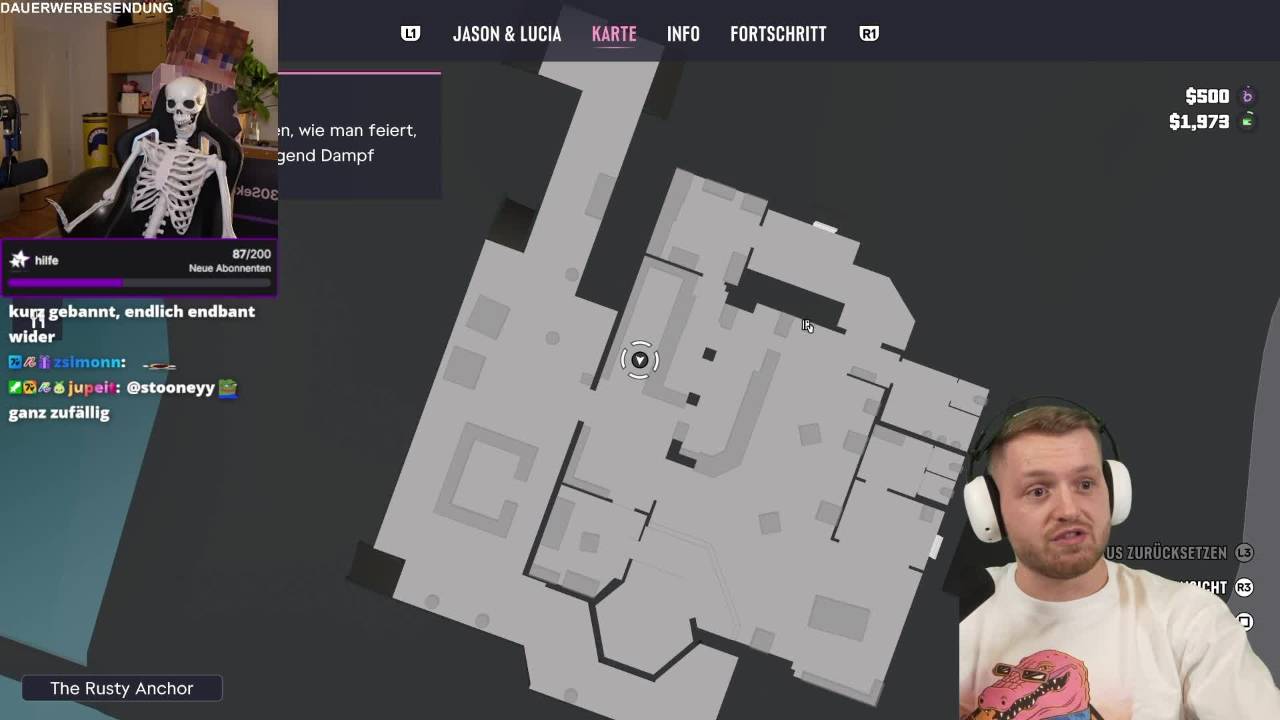 DAUERWERBESENDUNG
L1 JASON & LUCIA KARTE INFO FORTSCHRITT R1
$500
$1,973
en, wie man feiert,
gend Dampf
hilfe 87/200
Neue Abonnenten
kurz gebannt, endlich endbant
wider
zsimonn:
jupeit: @stooneyy
ganz zufällig
US ZURÜCKSETZEN L3
SICHT R3
The Rusty Anchor